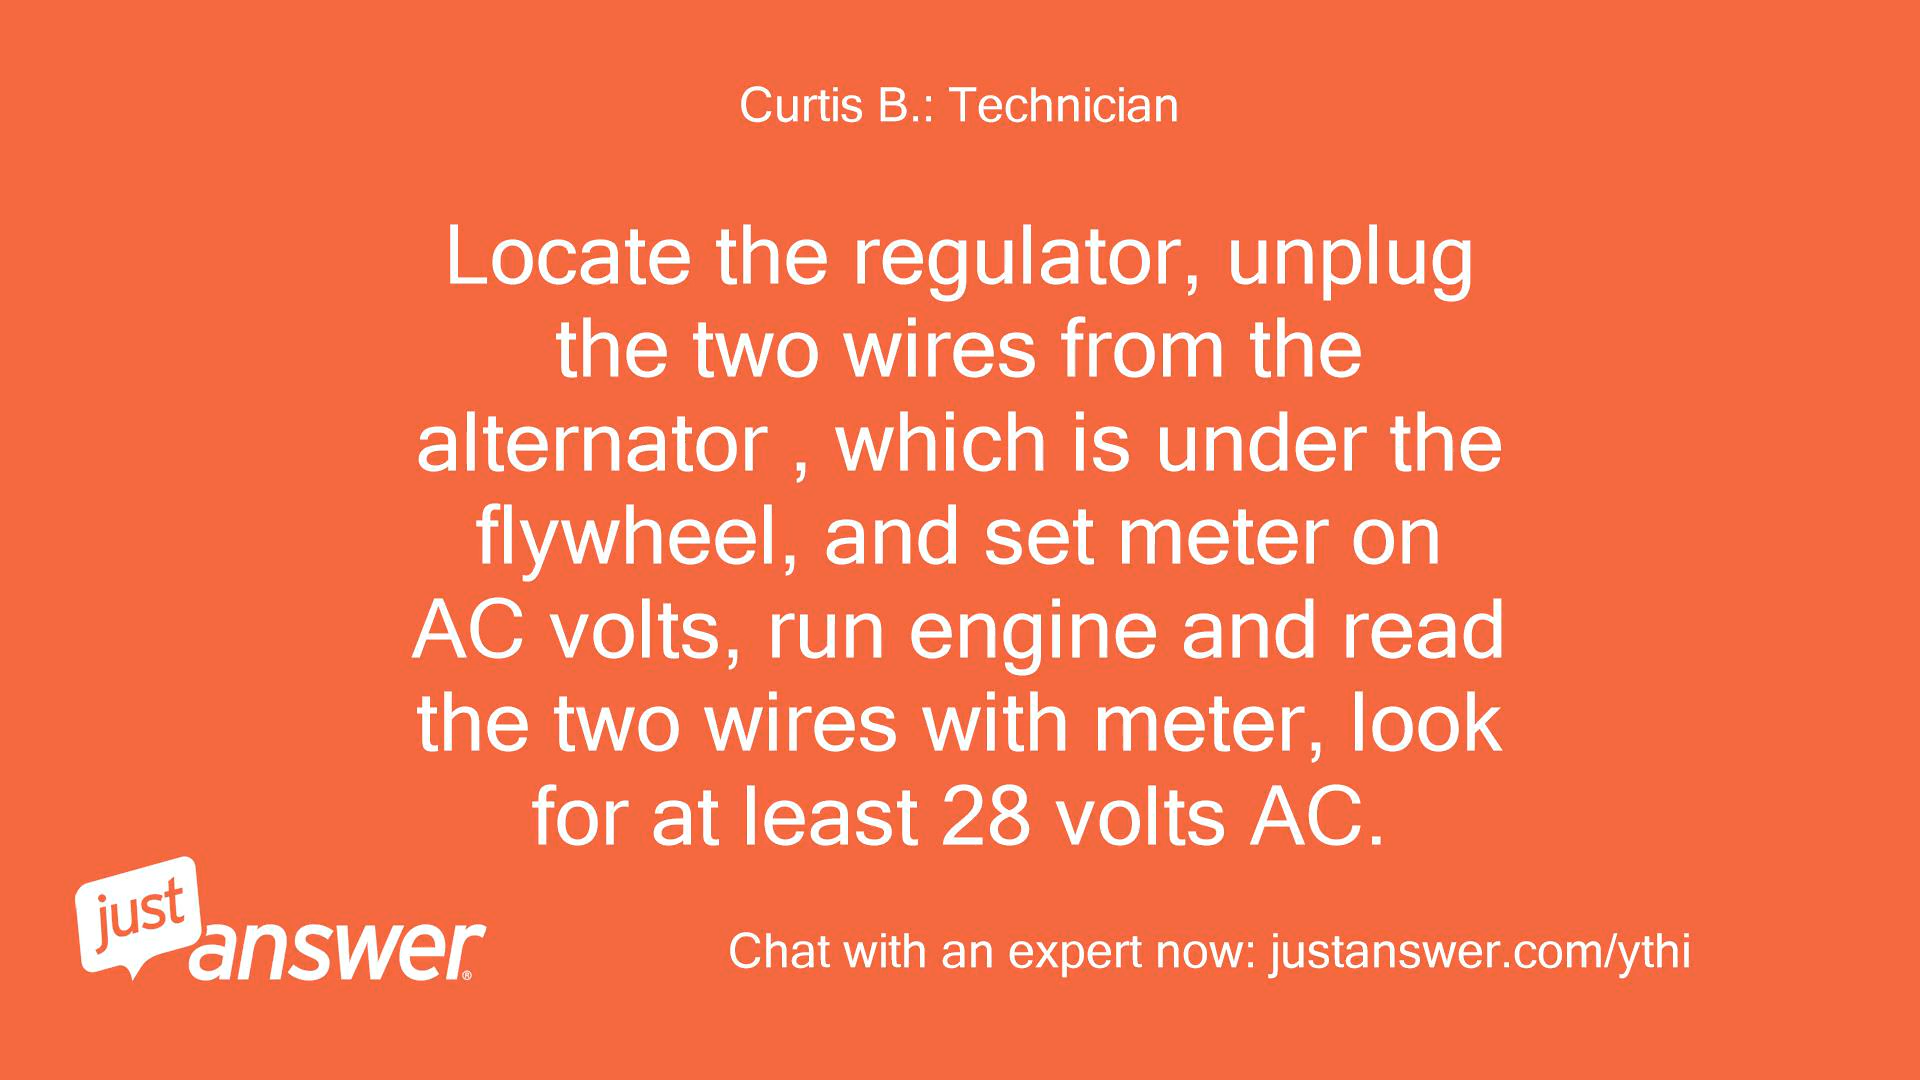 Curtis B.: Technician
Locate the regulator, unplug
the two wires from the
alternator , which is under the
flywheel, and set meter on
AC volts, run engine and read
the two wires with meter, look
for at least 28 volts AC.
just
answer®
Chat with an expert now: justanswer.com/ythi